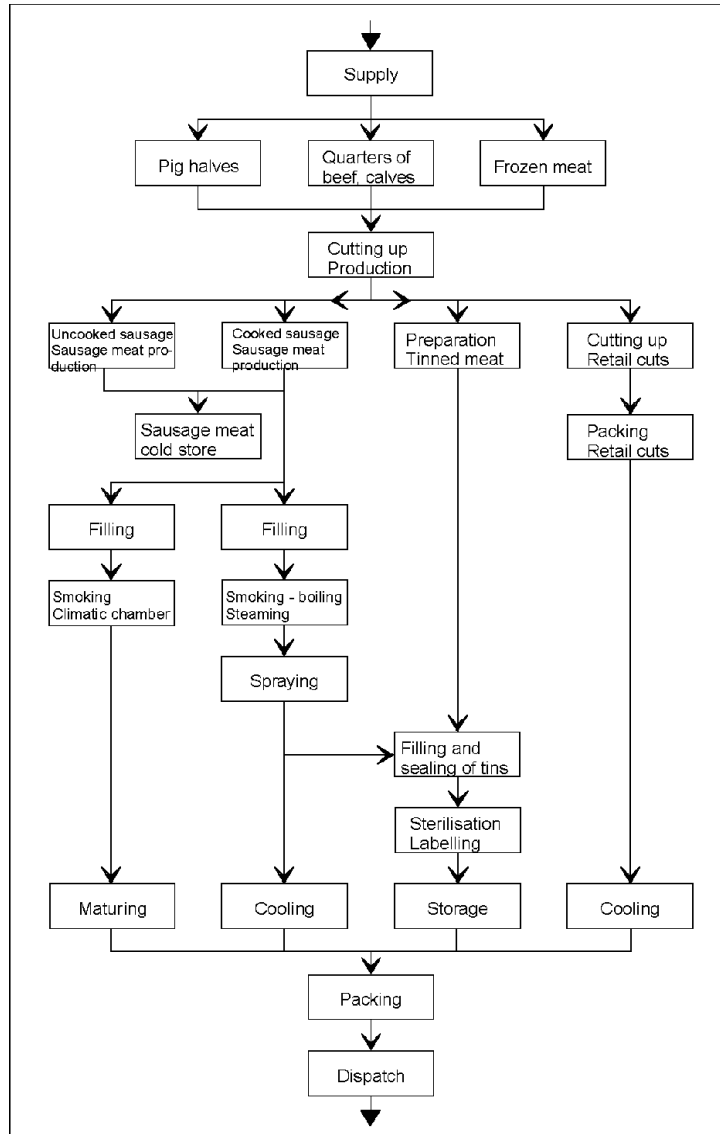 Supply
Pig halves
Quarters of
beef, calves
Frozen meat
Cutting up
Production
Uncooked sausage
Sausage meat pro-
duction
Cooked sausage
Sausage meat
production
Preparation
Tinned meat
Cutting up
Retail cuts
Sausage meat
cold store
Packing
Retail cuts
Filling
Filling
Smoking
Climatic chamber
Smoking - boiling
Steaming
Spraying
Filling and
sealing of tins
Sterilisation
Labelling
Maturing
Cooling
Storage
Cooling
Packing
Dispatch